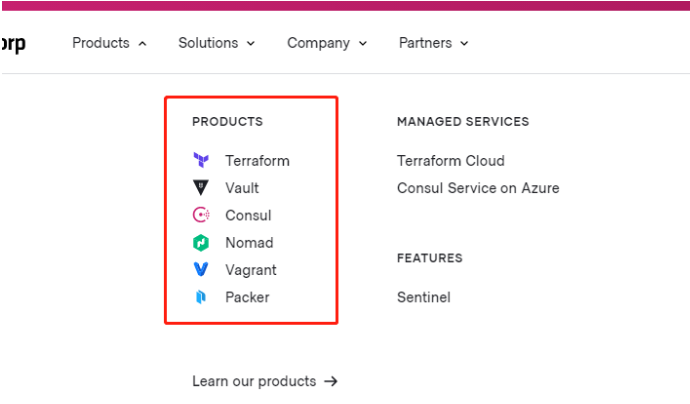 orp Products Solutions Company Partners
PRODUCTS
Terraform
Vault
Consul
Nomad
Vagrant
Packer
MANAGED SERVICES
Terraform Cloud
Consul Service on Azure
FEATURES
Sentinel
Learn our products →